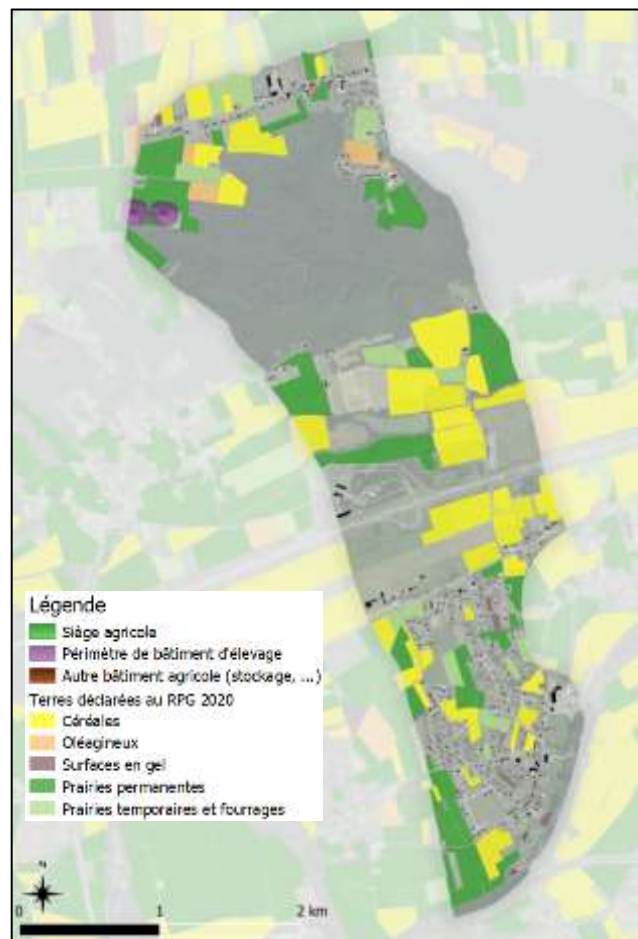 Légende
Siège agricole
Périmètre de bâtiment d'élevage
Autre bâtiment agricole (stockage, ...)
Terres déclarées au RPG 2020
Céréales
Oléagineux
Surfaces en gel
Prairies permanentes
Prairies temporaires et fourrages
N
0 1 2 km